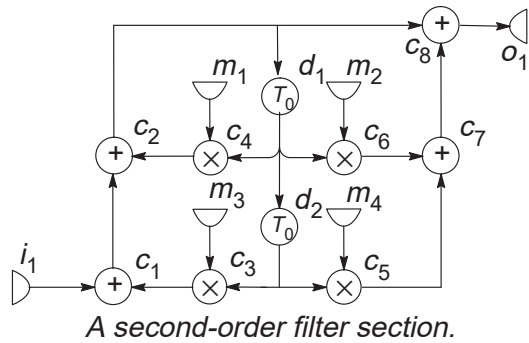 +
c8
o1
m1
d1
m2
T0
c2
c4
c6
c7
+
×
×
+
m3
d2
m4
T0
i1
c1
c3
c5
+
×
×
A second-order filter section.